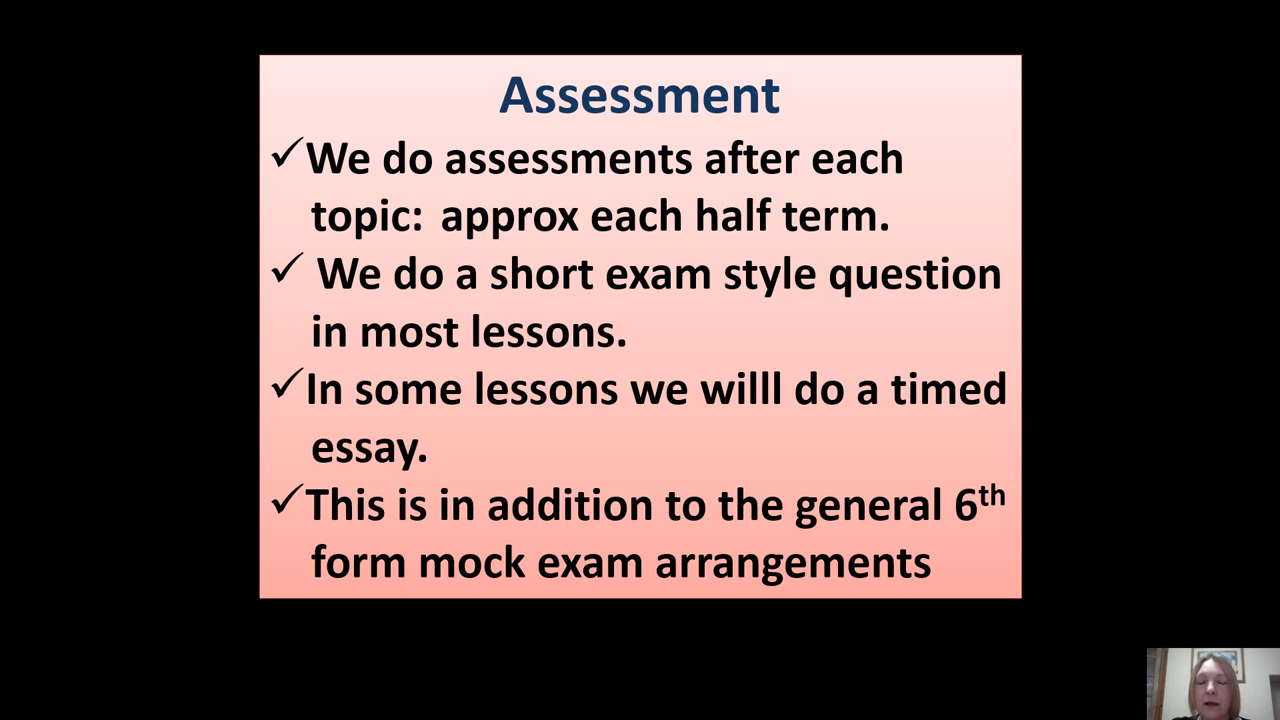 Assessment
✓We do assessments after each
topic: approx each half term.
✓ We do a short exam style question
in most lessons.
✓In some lessons we willl do a timed
essay.
✓This is in addition to the general 6th
form mock exam arrangements